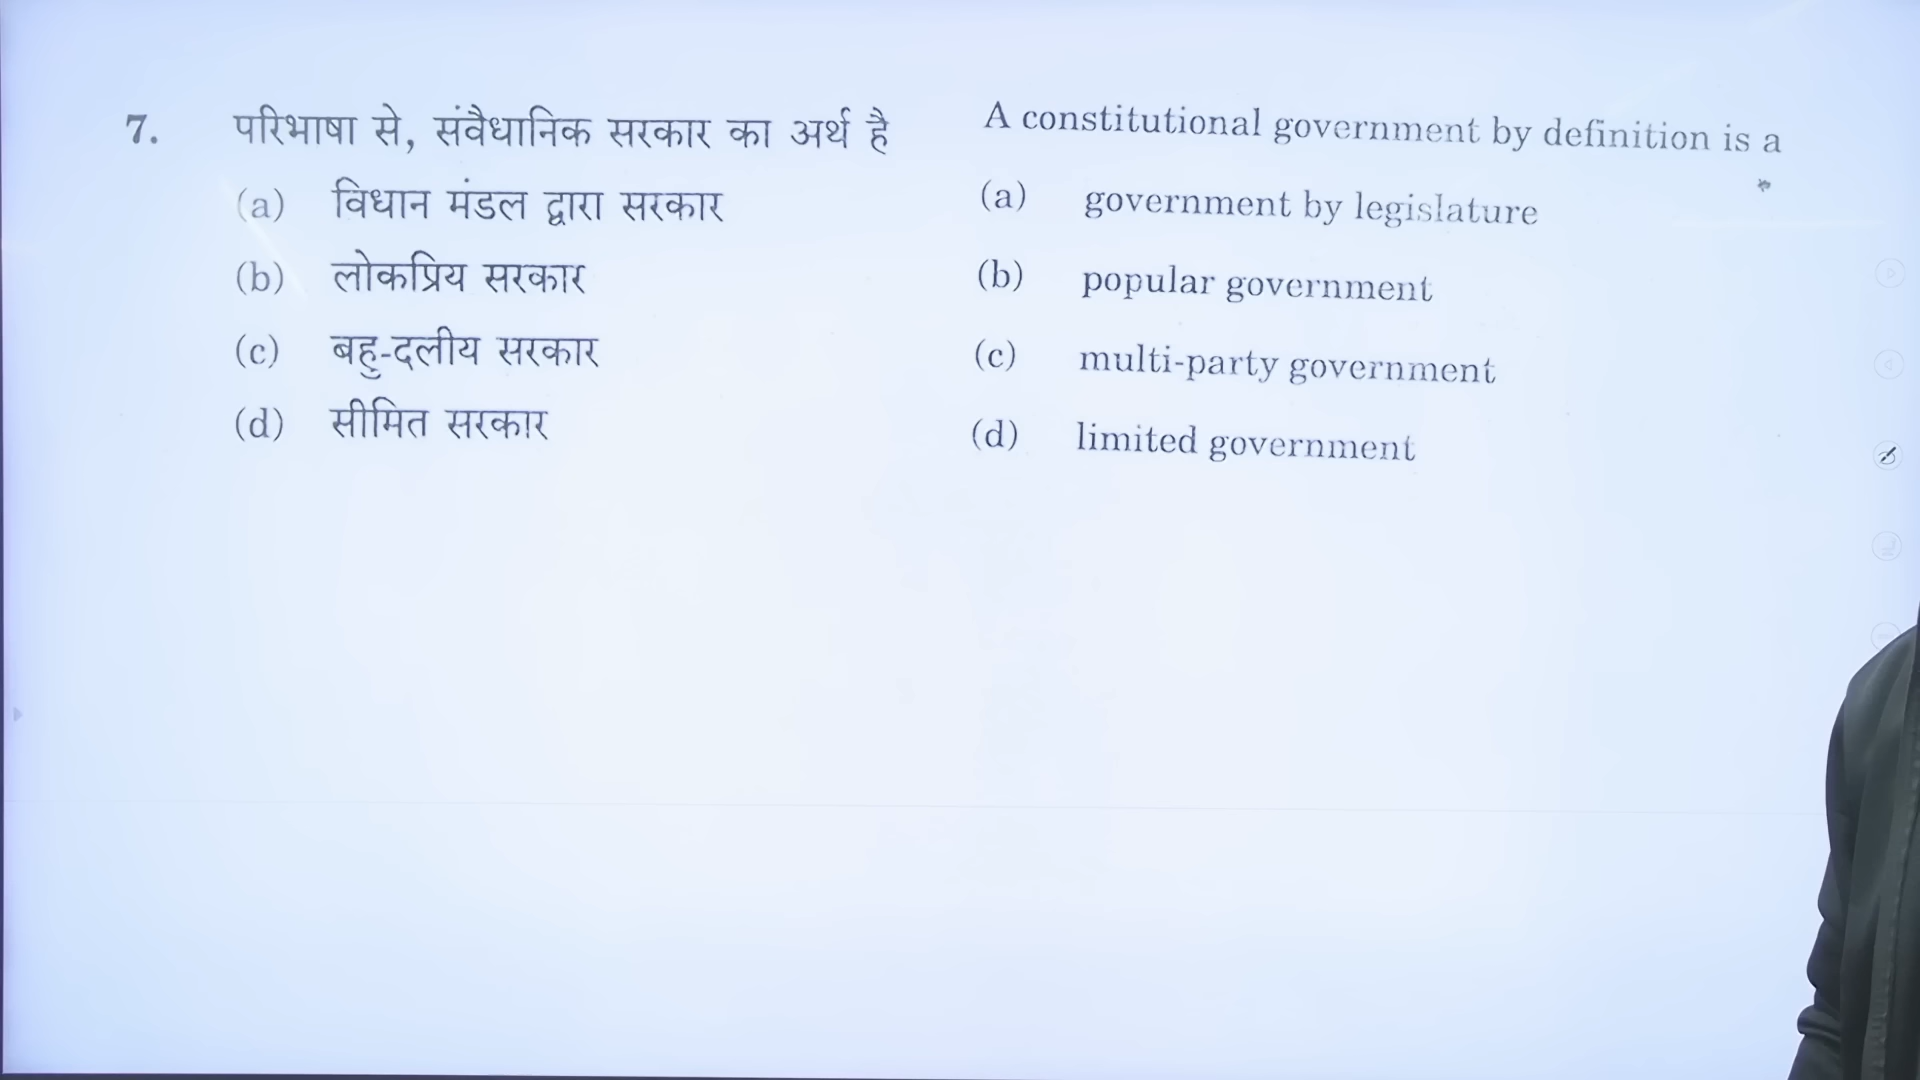 7. परिभाषा से, संवैधानिक सरकार का अर्थ है
(a) विधान मंडल द्वारा सरकार
(b) लोकप्रिय सरकार
(c) बहु-दलीय सरकार
(d) सीमित सरकार
A constitutional government by definition is a
(a) government by legislature
(b) popular government
(c) multi-party government
(d) limited government